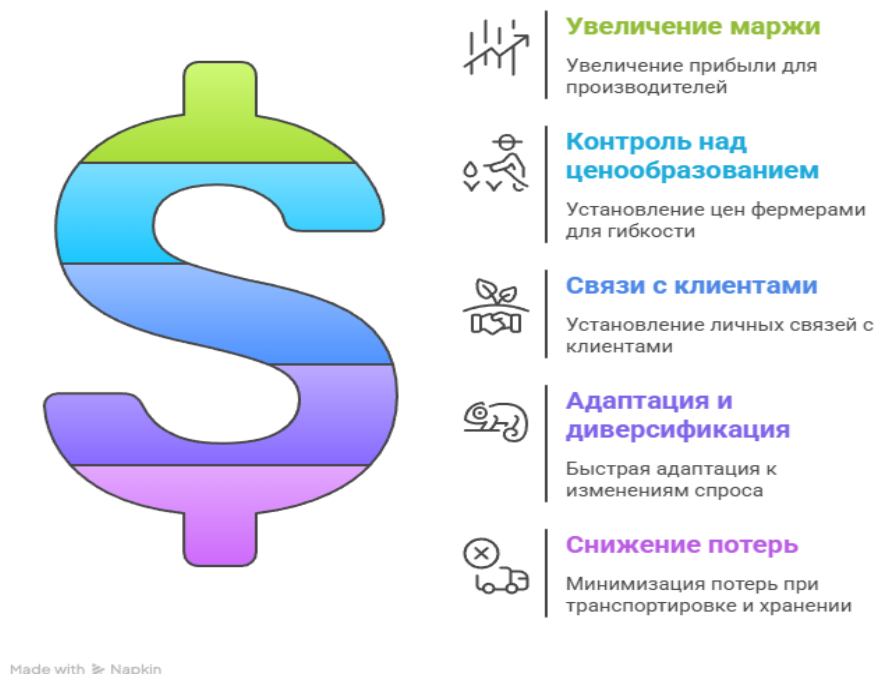 Увеличение маржи
Увеличение прибыли для
производителей
Контроль над
ценообразованием
Установление цен фермерами
для гибкости
Связи с клиентами
Установление личных связей с
клиентами
Адаптация и
диверсификация
Быстрая адаптация к
изменениям спроса
Снижение потерь
Минимизация потерь при
транспортировке и хранении
Made with Napkin